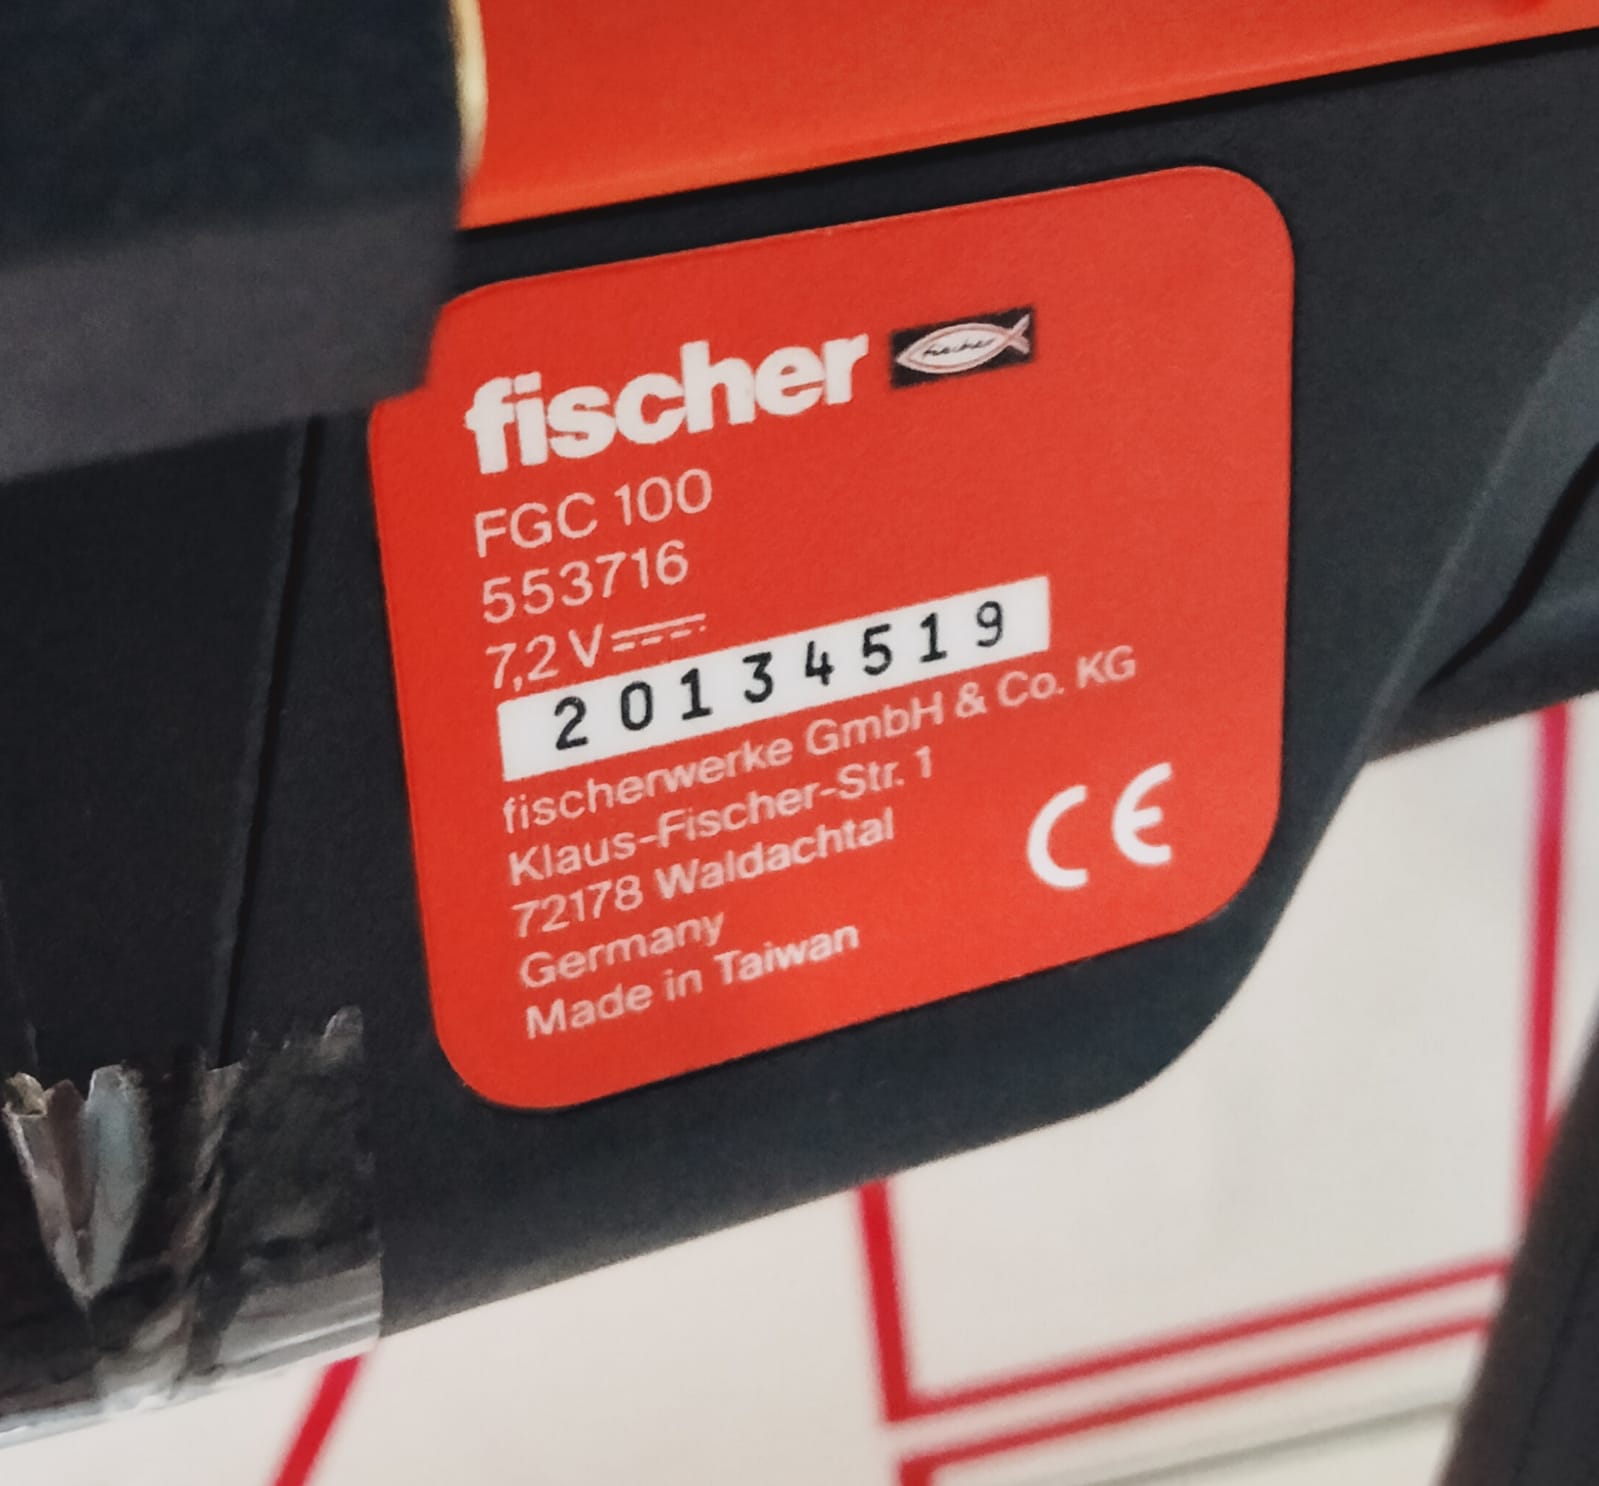 fischer fischer
FGC 100
553716
7,2 V
20134519
fischerwerke GmbH & Co. KG
Klaus-Fischer-Str. 1
72178 Waldachtal
Germany
Made in Taiwan
CE